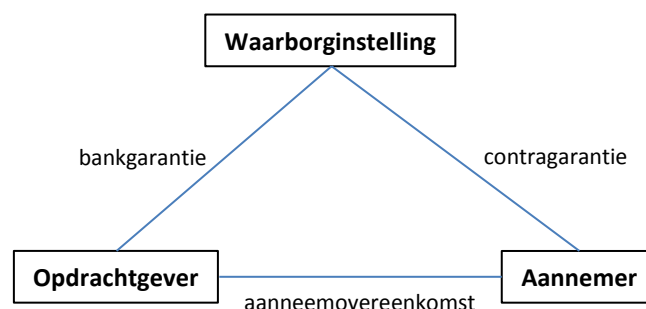 Waarborginstelling
bankgarantie
contragarantie
Opdrachtgever
Aannemer
aanneemovereenkomst